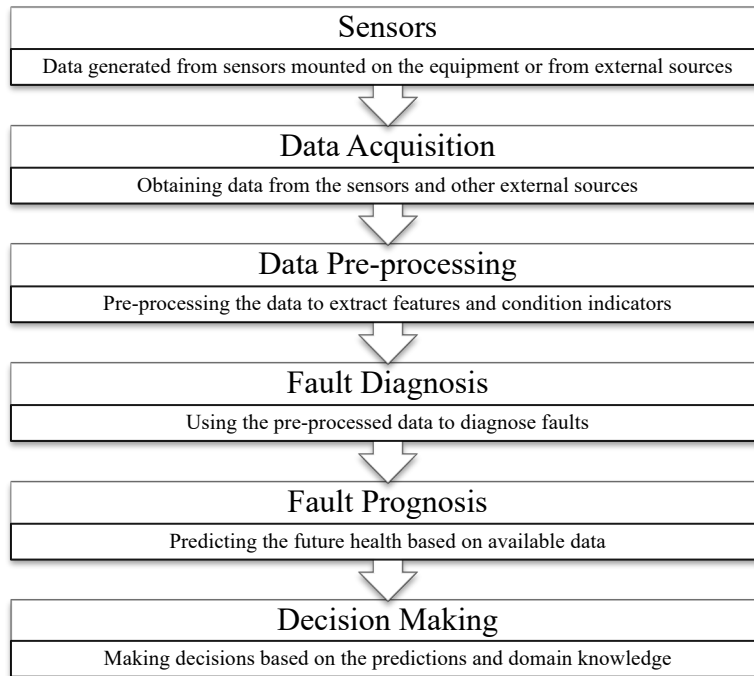 Sensors
Data generated from sensors mounted on the equipment or from external sources
Data Acquisition
Obtaining data from the sensors and other external sources
Data Pre-processing
Pre-processing the data to extract features and condition indicators
Fault Diagnosis
Using the pre-processed data to diagnose faults
Fault Prognosis
Predicting the future health based on available data
Decision Making
Making decisions based on the predictions and domain knowledge